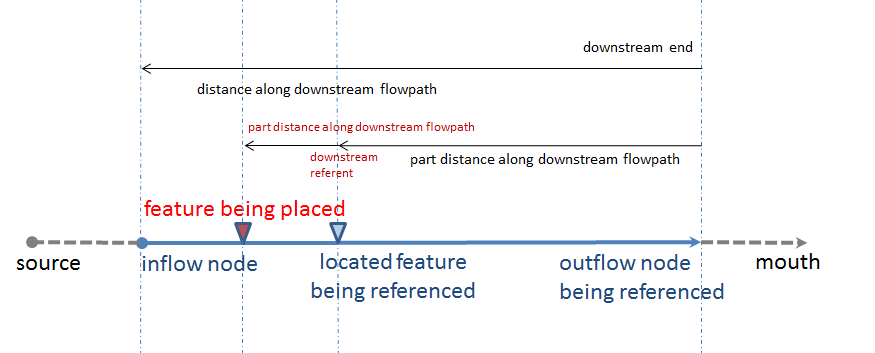 downstream end
distance along downstream flowpath
part distance along downstream flowpath
downstream
referent
part distance along downstream flowpath
feature being placed
source
inflow node
located feature
being referenced
outflow node
being referenced
mouth